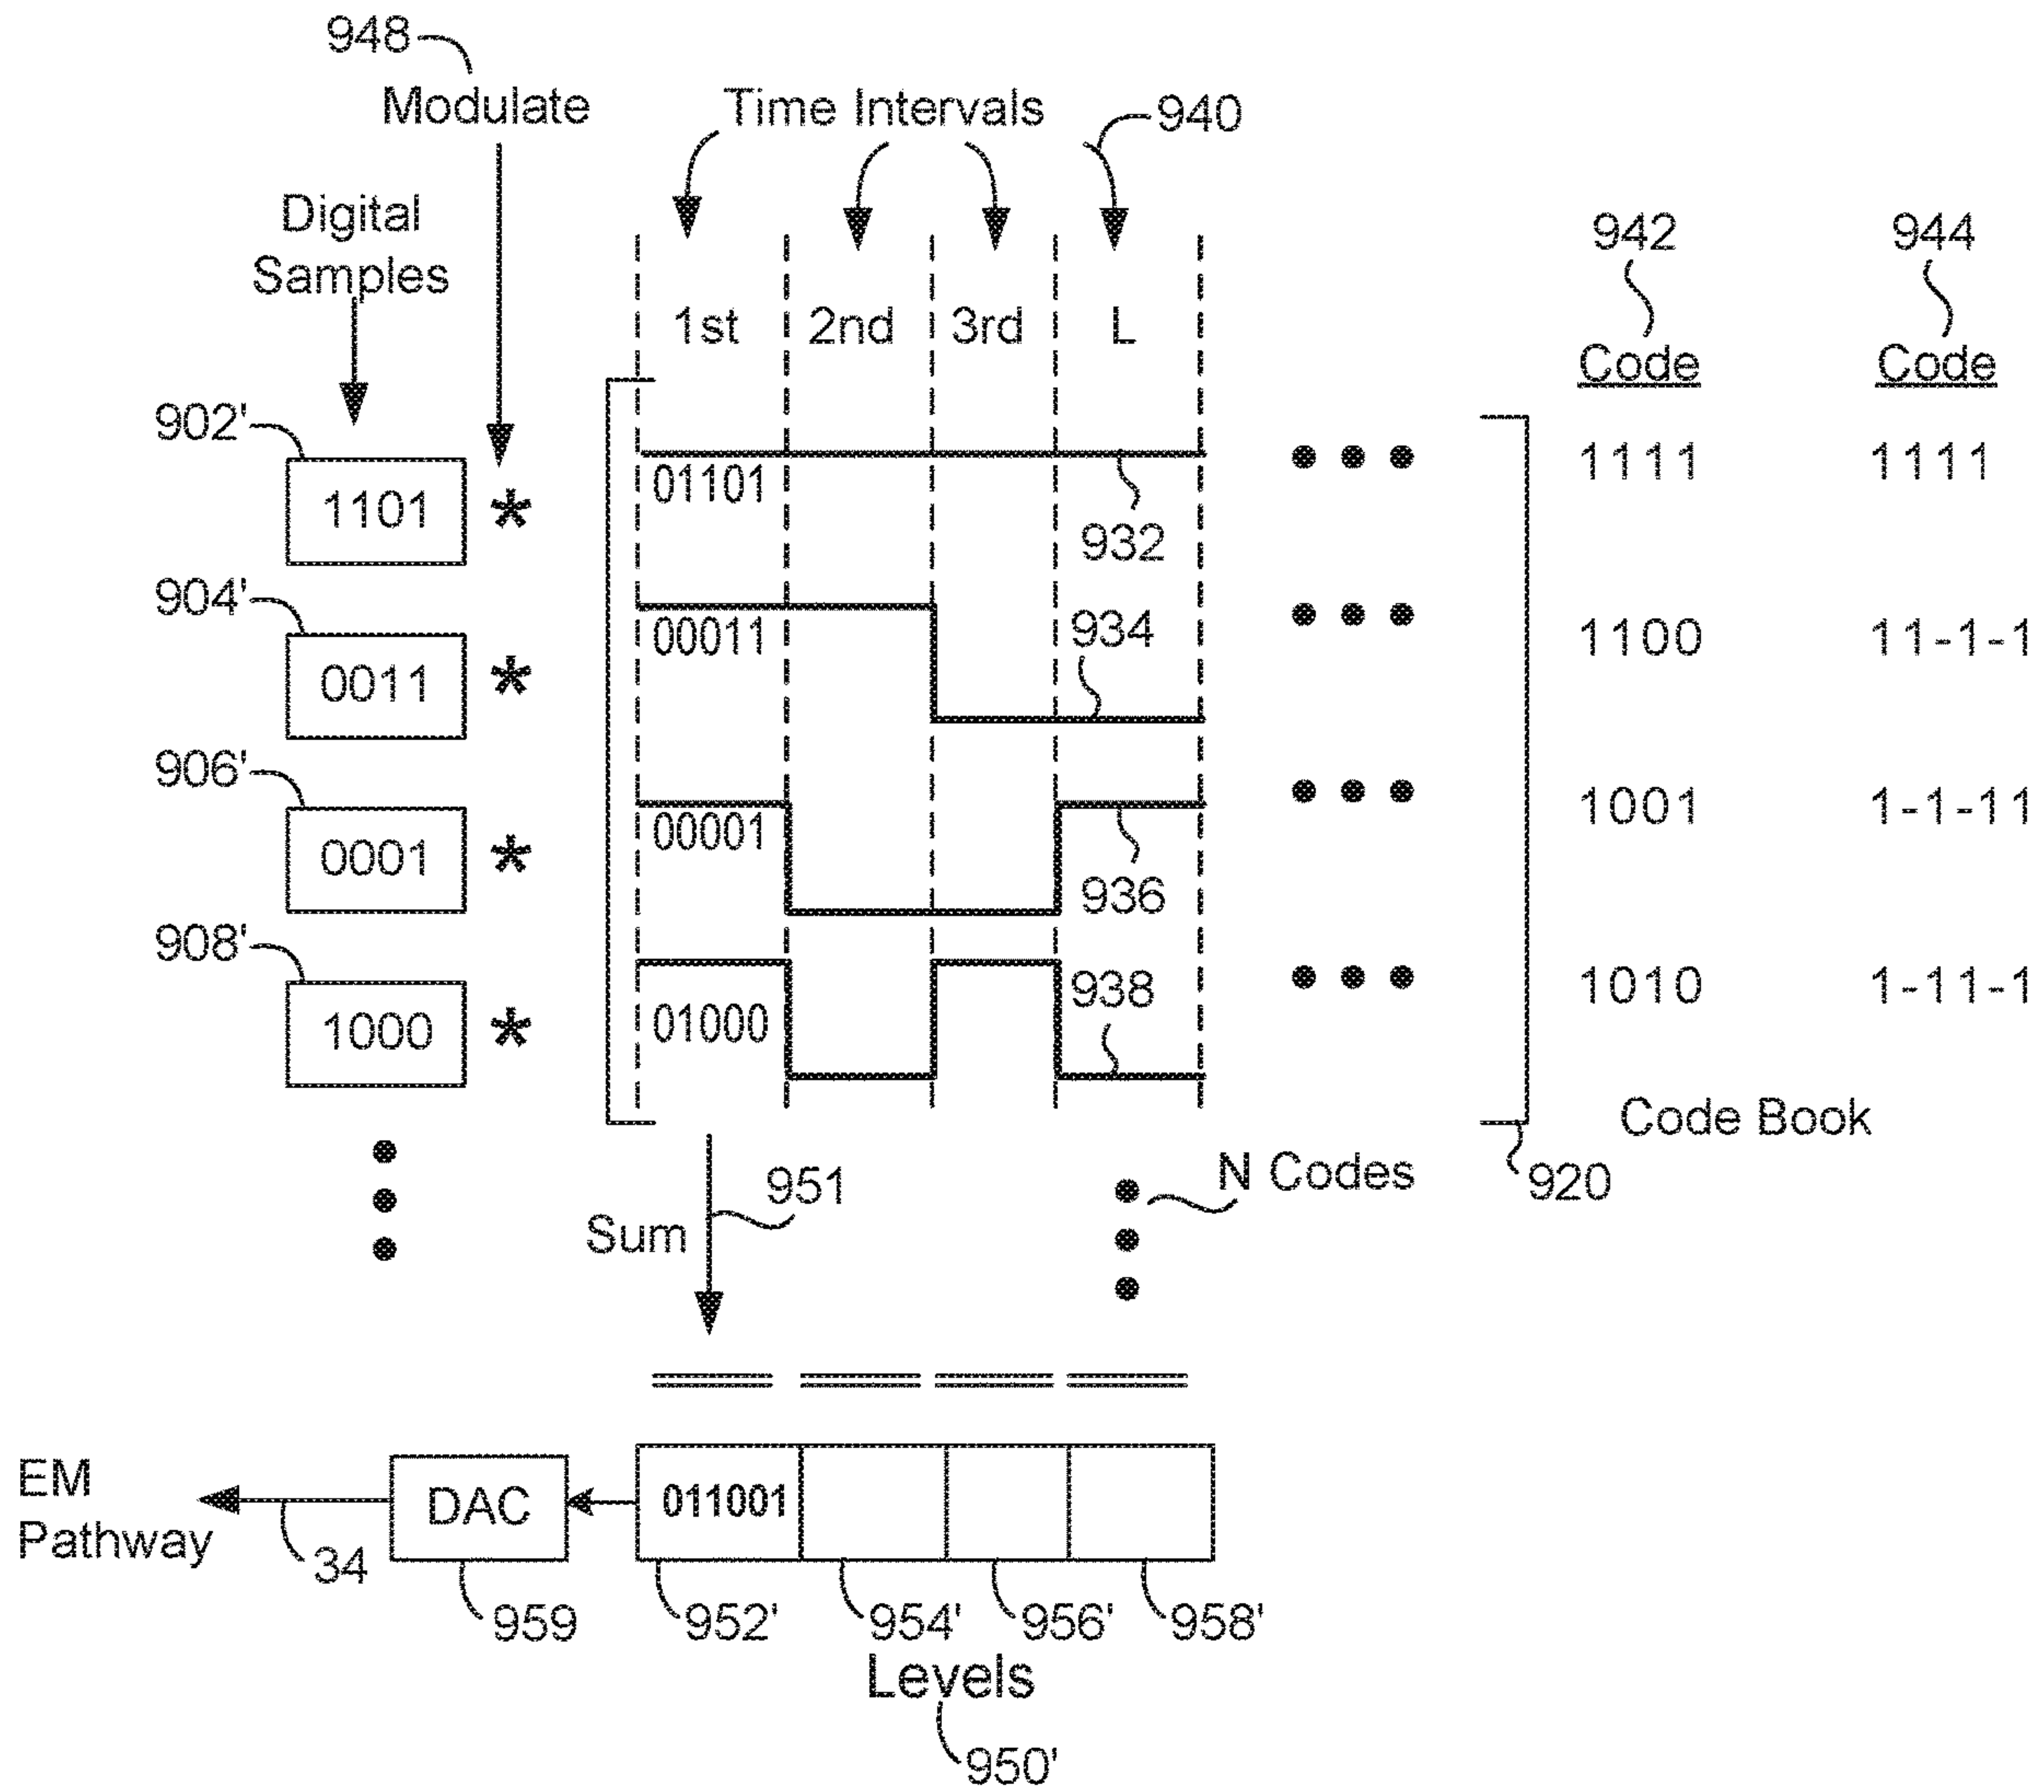 948
Modulate
Time Intervals
940
Digital
Samples
942
944
1st 2nd 3rd L
Code Code
902'
1101 *
01101
932
1111 1111
904'
0011 *
00011
934
1100 11-1-1
906'
0001 *
00001
936
1001 1-1-11
908'
1000 *
01000
938
1010 1-11-1
Code Book
920
N Codes
951
Sum
EM
Pathway
34
DAC
959
011001
952' 954' 956' 958'
Levels
950'